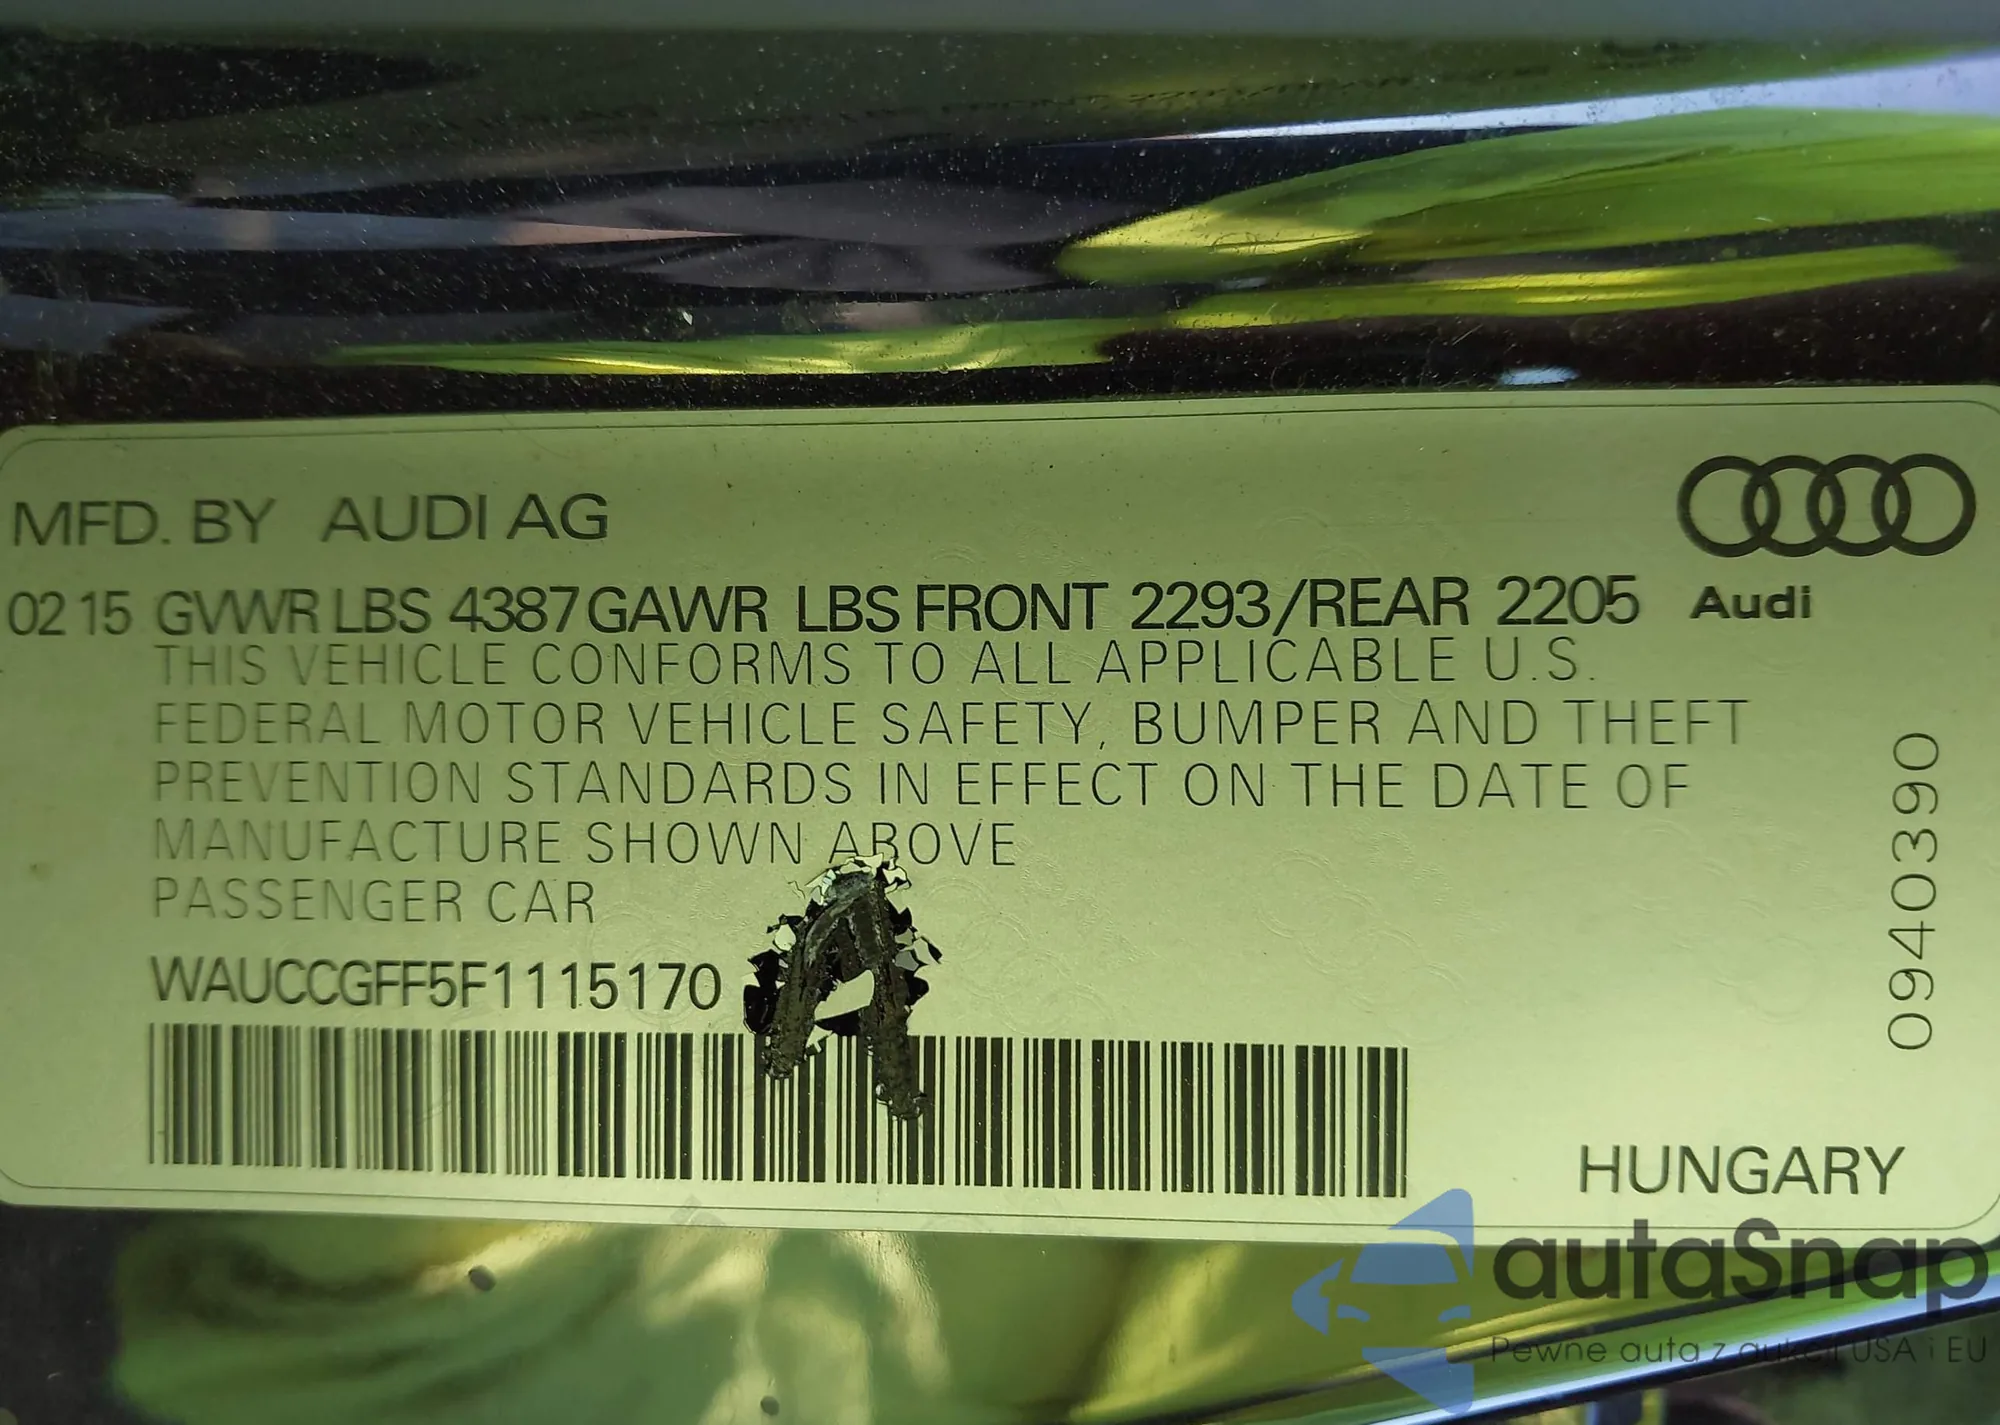 MFD. BY AUDI AG
02 15 GVWR LBS 4387 GAWR LBS FRONT 2293/REAR 2205
Audi
THIS VEHICLE CONFORMS TO ALL APPLICABLE U.S.
FEDERAL MOTOR VEHICLE SAFETY, BUMPER AND THEFT
PREVENTION STANDARDS IN EFFECT ON THE DATE OF
MANUFACTURE SHOWN ABOVE
PASSENGER CAR
WAUCCGFF5F1115170
0940390
HUNGARY
autaSnap
Pewne auta z aukcji USA i EU